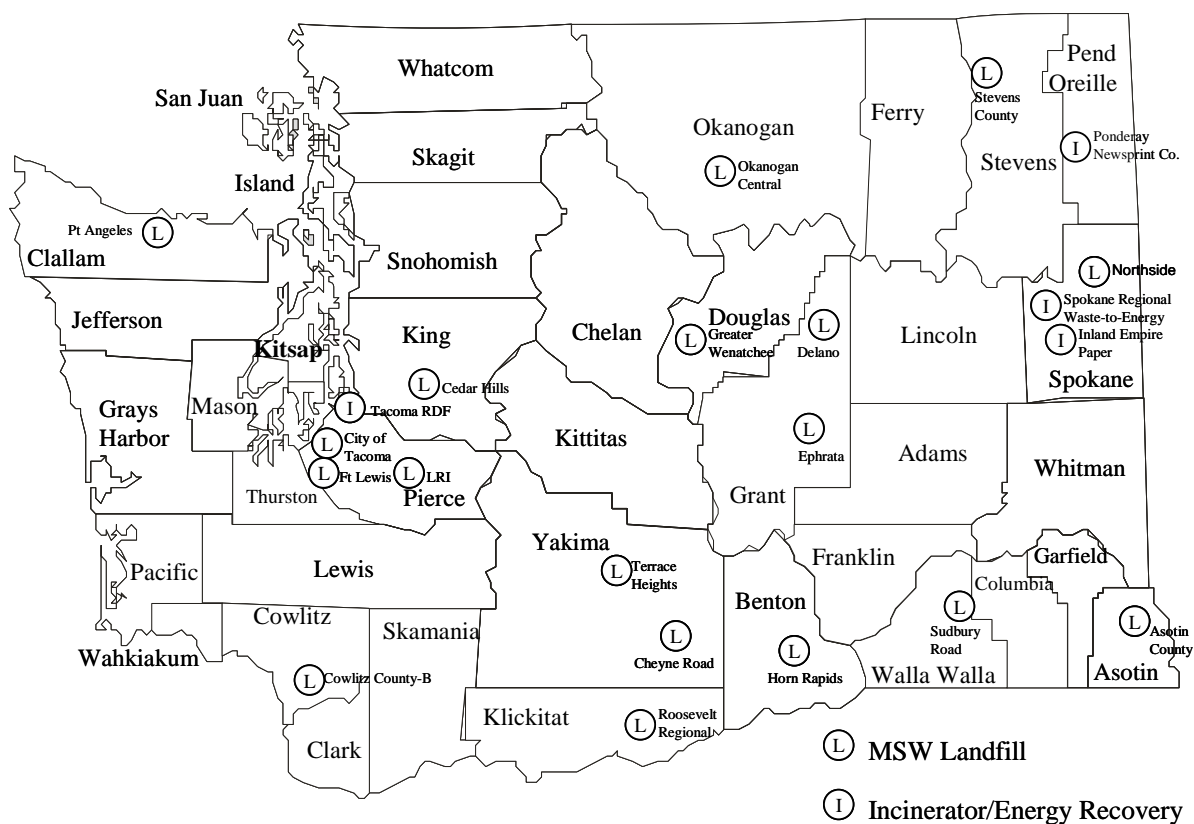 Whatcom
Pend
Oreille
San Juan
L
Stevens
County
Ferry
Okanogan
Skagit
I
Ponderay
Newsprint Co.
Stevens
L
Okanogan
Central
Island
Pt Angeles
L
Clallam
Snohomish
L
Northside
I
Spokane Regional
Waste-to-Energy
I
Inland Empire
Paper
Spokane
Jefferson
King
Chelan
Douglas
L
Greater
Wenatchee
L
Delano
Lincoln
Kitsap
L
Cedar Hills
Mason
I
Tacoma RDF
Grays
Harbor
L
City of
Tacoma
L
Ft Lewis
L
LRI
Pierce
Thurston
Kittitas
L
Ephrata
Grant
Adams
Whitman
Yakima
L
Terrace
Heights
Franklin
Garfield
Columbia
Pacific
Lewis
Benton
Cowlitz
Skamania
L
Cheyne Road
L
Horn Rapids
L
Sudbury
Road
Walla Walla
L
Asotin
County
Asotin
Wahkiakum
L
Cowlitz County-B
Klickitat
L
Roosevelt
Regional
Clark
L
MSW Landfill
I
Incinerator/Energy Recovery